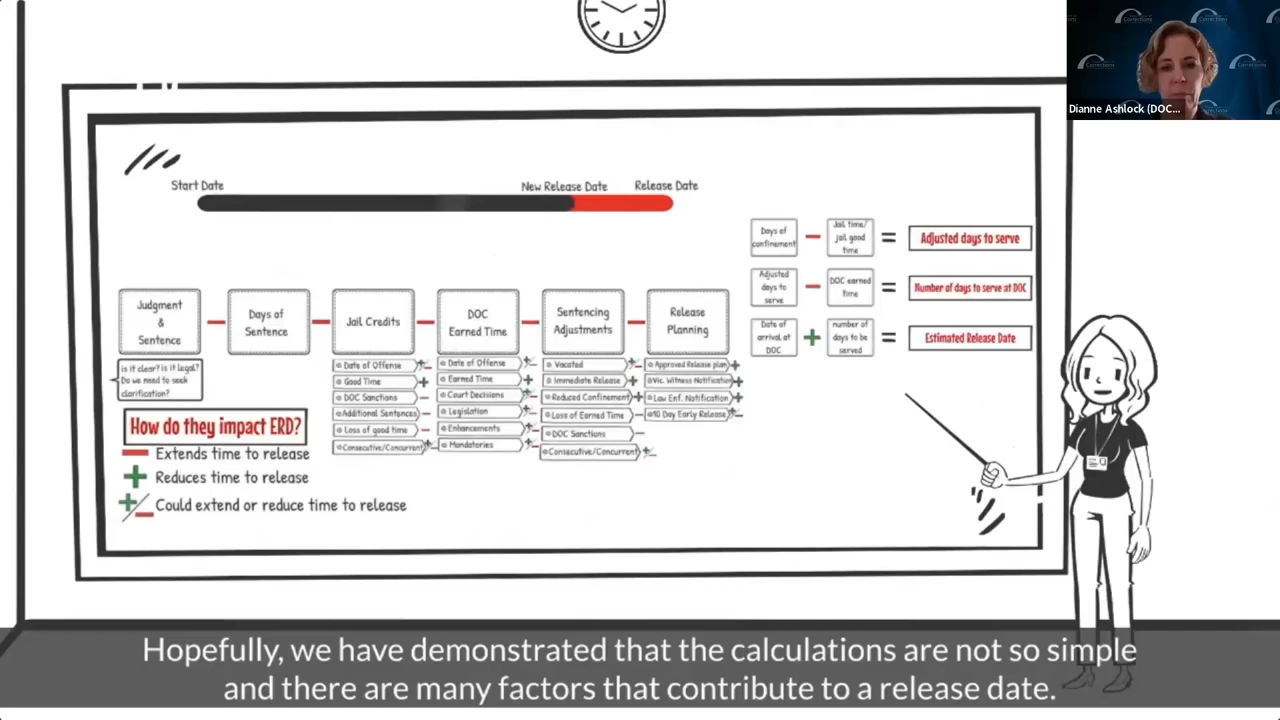 Corrections
Corrections
Corrections
Corrections
Dianne Ashlock (DOC...
Start Date
New Release Date
Release Date
Days of
confinement
Jail time/
jail good
time
=
Adjusted days to serve
Adjusted
days to
serve
DOC earned
time
=
Number of days to serve at DOC
Date of
arrival at
DOC
+
number of
days to be
served
=
Estimated Release Date
Judgment
&
Sentence
Days of
Sentence
Jail Credits
DOC
Earned Time
Sentencing
Adjustments
Release
Planning
is it clear? is it legal?
Do we need to seek
clarification?
Date of Offense +/-
Good Time +
DOC Sanctions -
Additional Sentences -
Loss of good time -
Consecutive/Concurrent +/-
Date of Offense +/-
Earned Time +
Court Decisions +/-
Legislation +/-
Enhancements +/-
Mandatories +/-
Vacated +/-
Immediate Release +
Reduced Confinement +
Loss of Earned Time -
DOC Sanctions -
Consecutive/Concurrent +/-
Approved Release plan +
Vic. Witness Notification +
Law Enf. Notification +
10 Day Early Release +/-
How do they impact ERD?
- Extends time to release
+ Reduces time to release
+/- Could extend or reduce time to release
Hopefully, we have demonstrated that the calculations are not so simple
and there are many factors that contribute to a release date.